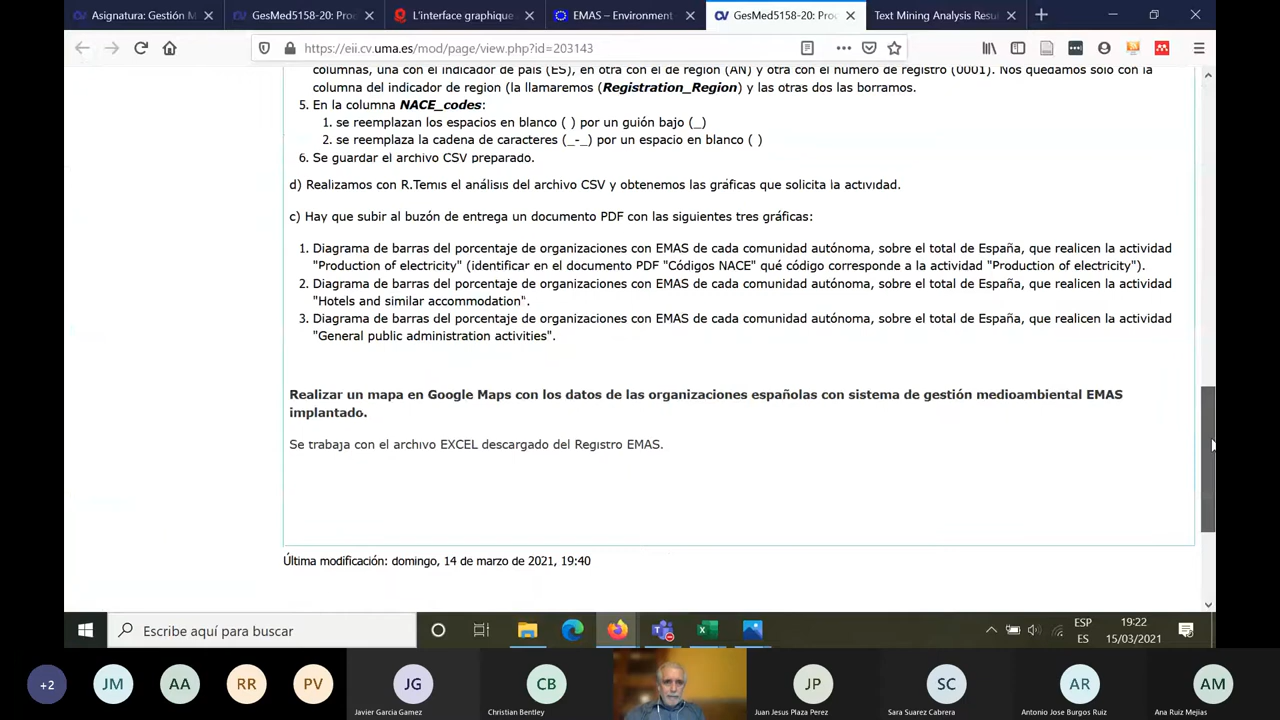 Asignatura: Gestión M
GesMed5158-20: Pro
L'interface graphique
EMAS – Environment
GesMed5158-20: Pro
Text Mining Analysis Resu
https://eii.cv.uma.es/mod/page/view.php?id=203143
columnas, una con el indicador de país (ES), en otra con el de región (AN) y otra con el número de registro (0001). Nos quedamos sólo con la
columna del indicador de region (la llamaremos (Registration_Region) y las otras dos las borramos.
5. En la columna NACE_codes:
1. se reemplazan los espacios en blanco ( ) por un guión bajo (_)
2. se reemplaza la cadena de caracteres (_-_) por un espacio en blanco ( )
6. Se guardar el archivo CSV preparado.
d) Realizamos con R.Temis el análisis del archivo CSV y obtenemos las gráficas que solicita la actividad.
c) Hay que subir al buzón de entrega un documento PDF con las siguientes tres gráficas:
1. Diagrama de barras del porcentaje de organizaciones con EMAS de cada comunidad autónoma, sobre el total de España, que realicen la actividad
"Production of electricity" (identificar en el documento PDF "Códigos NACE" qué código corresponde a la actividad "Production of electricity").
2. Diagrama de barras del porcentaje de organizaciones con EMAS de cada comunidad autónoma, sobre el total de España, que realicen la actividad
"Hotels and similar accommodation".
3. Diagrama de barras del porcentaje de organizaciones con EMAS de cada comunidad autónoma, sobre el total de España, que realicen la actividad
"General public administration activities".
Realizar un mapa en Google Maps con los datos de las organizaciones españolas con sistema de gestión medioambiental EMAS
implantado.
Se trabaja con el archivo EXCEL descargado del Registro EMAS.
Última modificación: domingo, 14 de marzo de 2021, 19:40
Escribe aquí para buscar
ESP
ES
19:22
15/03/2021
+2
JM
AA
RR
PV
JG
CB
JP
SC
AR
AM
Javier Garcia Gamez
Christian Bentley
Juan Jesus Plaza Perez
Sara Suarez Cabrera
Antonio Jose Burgos Ruiz
Ana Ruiz Mejias